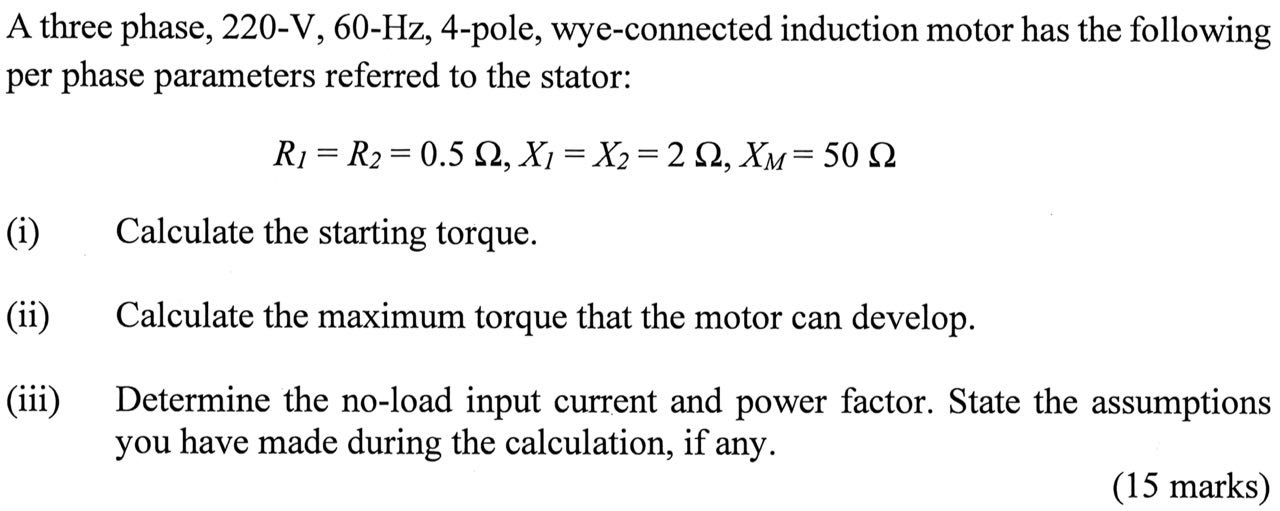 A three phase, 220-V, 60-Hz, 4-pole, wye-connected induction motor has the following
per phase parameters referred to the stator:
R₁ = R₂ = 0.5 Ω, X₁ = X₂ = 2 Ω, X_M = 50 Ω
(i) Calculate the starting torque.
(ii) Calculate the maximum torque that the motor can develop.
(iii) Determine the no-load input current and power factor. State the assumptions
you have made during the calculation, if any.
(15 marks)